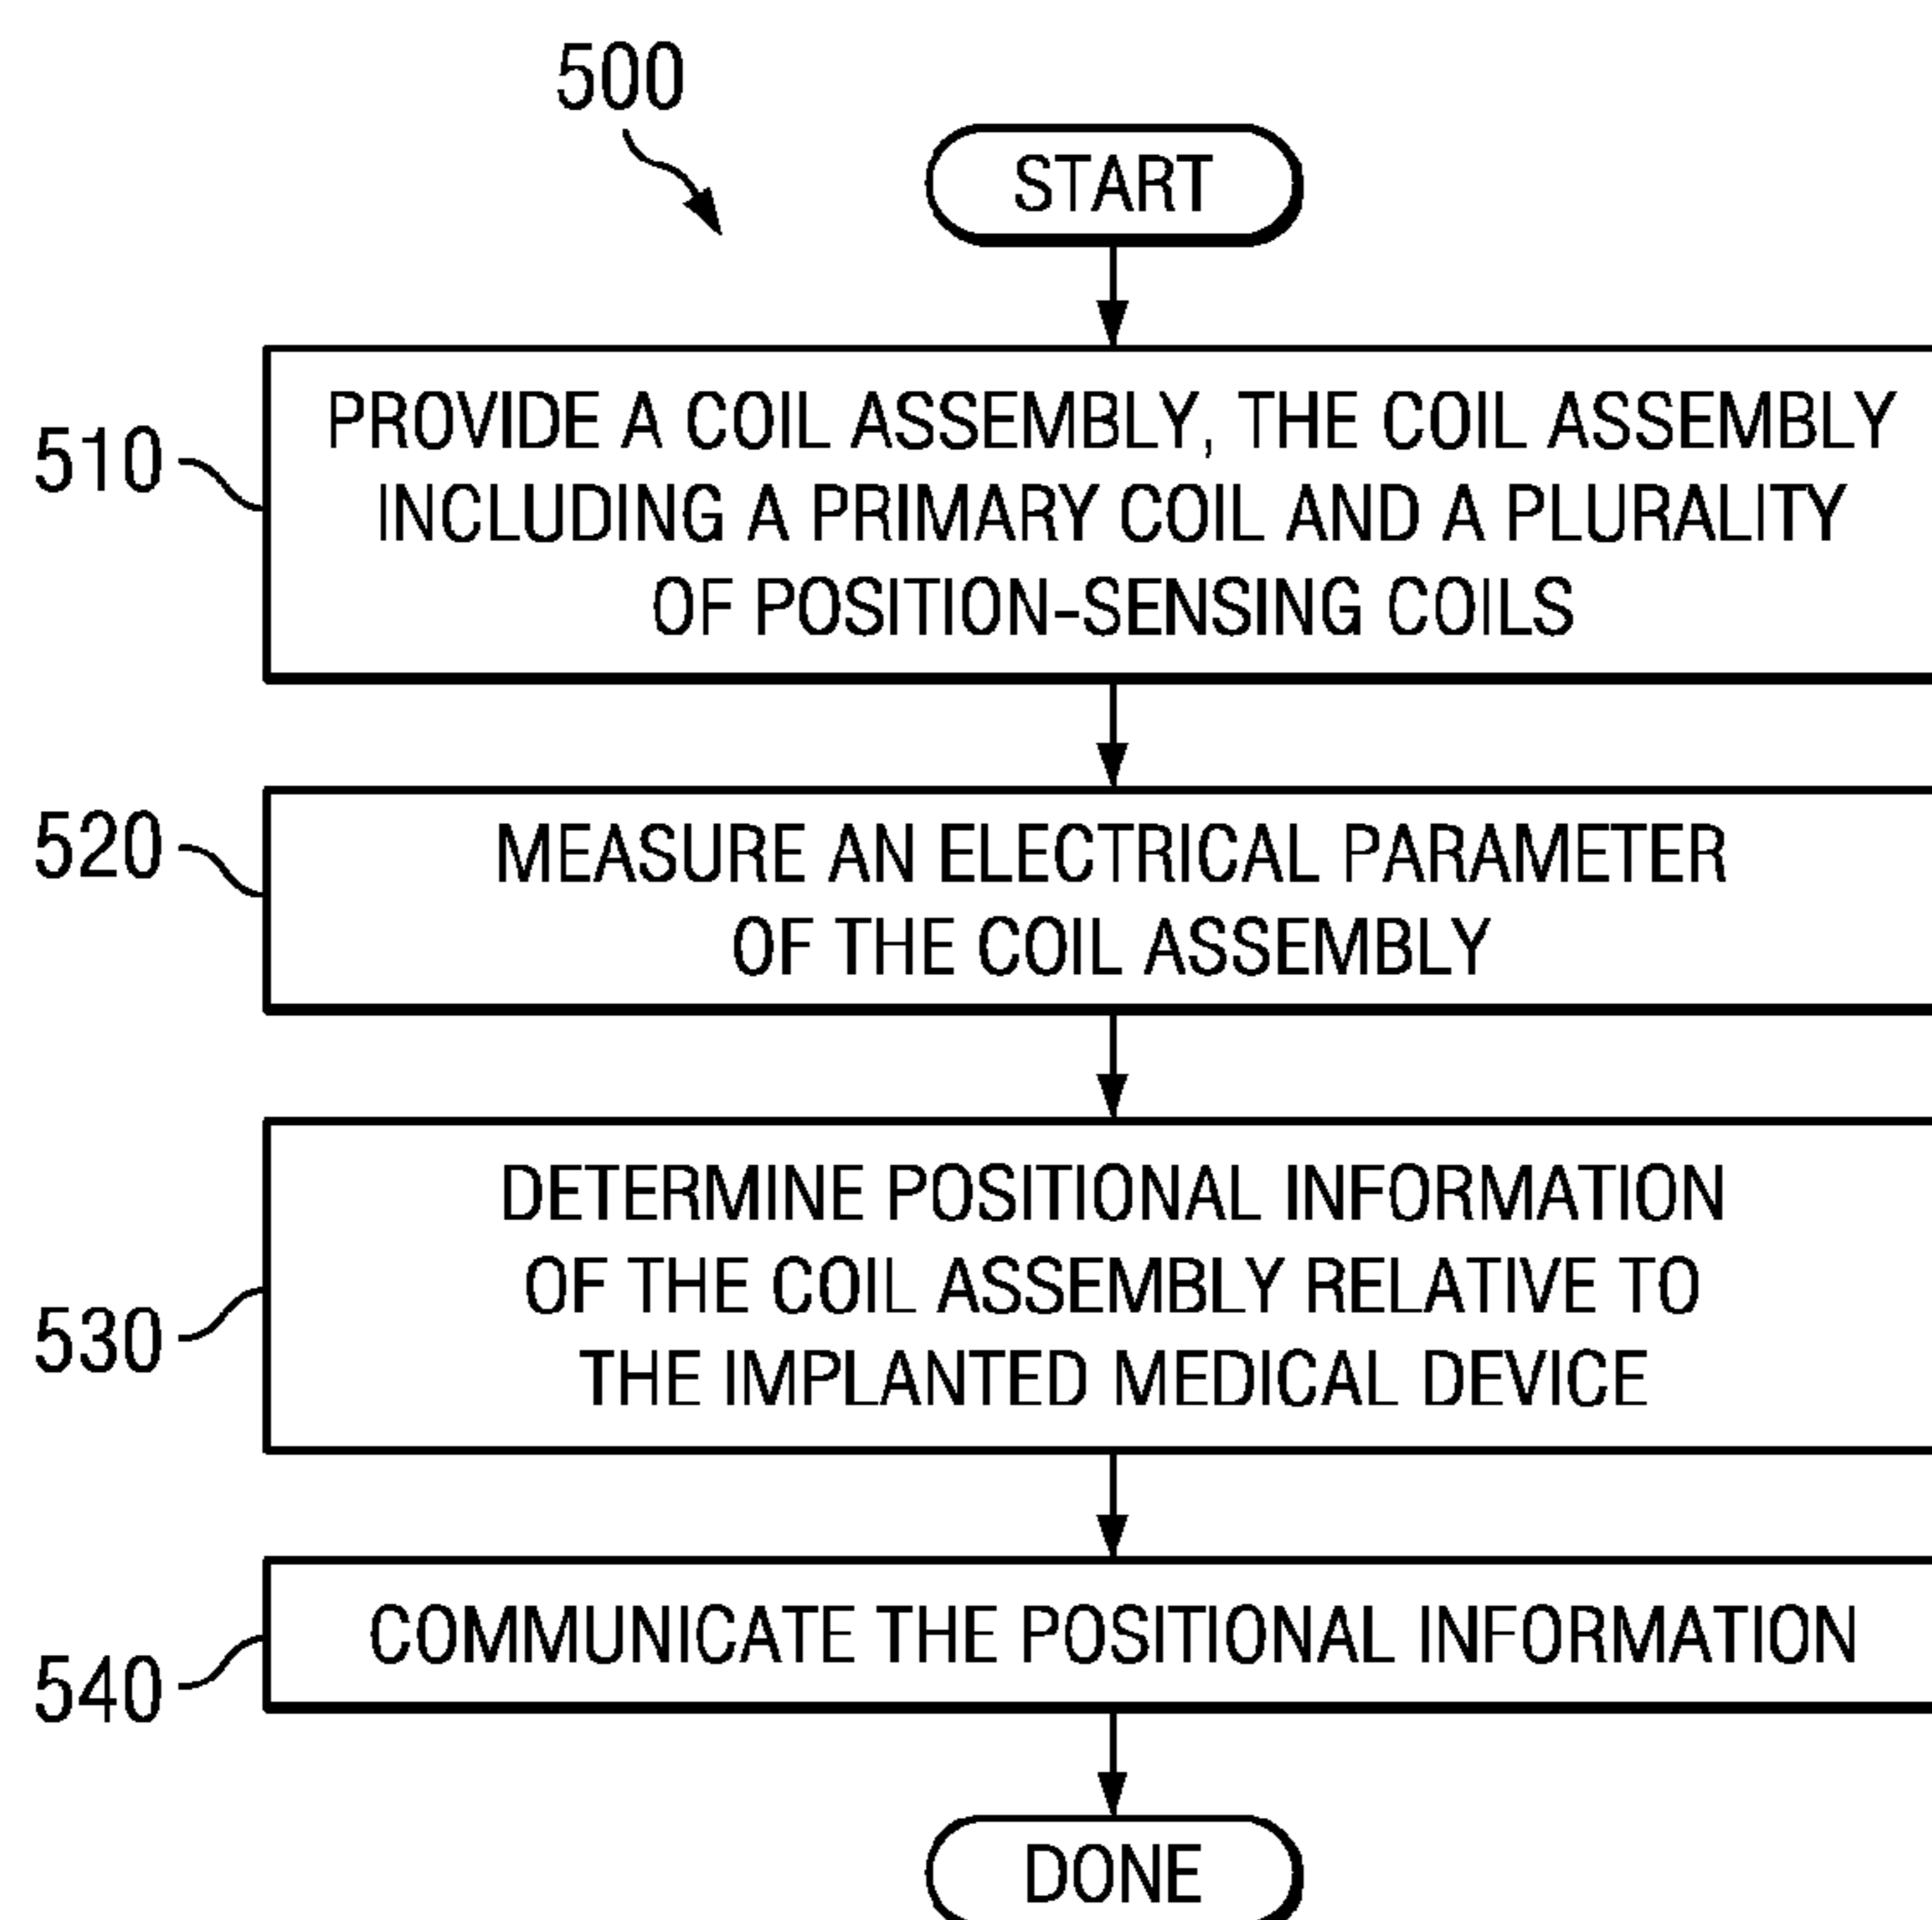 500
START
510
PROVIDE A COIL ASSEMBLY, THE COIL ASSEMBLY
INCLUDING A PRIMARY COIL AND A PLURALITY
OF POSITION-SENSING COILS
520
MEASURE AN ELECTRICAL PARAMETER
OF THE COIL ASSEMBLY
530
DETERMINE POSITIONAL INFORMATION
OF THE COIL ASSEMBLY RELATIVE TO
THE IMPLANTED MEDICAL DEVICE
540
COMMUNICATE THE POSITIONAL INFORMATION
DONE